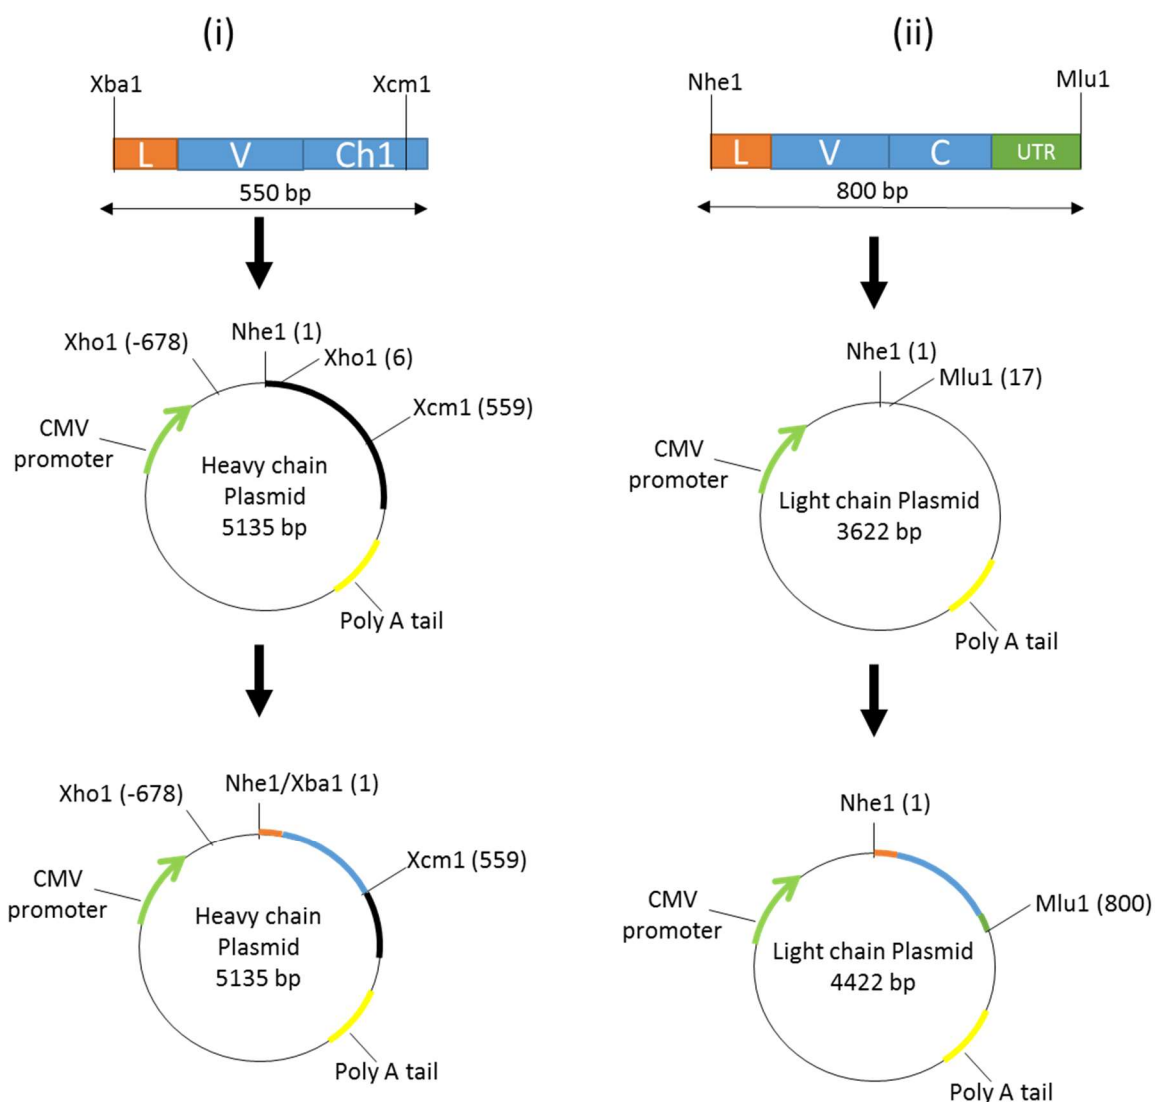 (i)
Xba1
Xcm1
L
V
Ch1
550 bp
Xho1 (-678)
Nhe1 (1)
Xho1 (6)
Xcm1 (559)
CMV
promoter
Heavy chain
Plasmid
5135 bp
Poly A tail
Xho1 (-678)
Nhe1/Xba1 (1)
Xcm1 (559)
CMV
promoter
Heavy chain
Plasmid
5135 bp
Poly A tail
(ii)
Nhe1
Mlu1
L
V
C
UTR
800 bp
Nhe1 (1)
Mlu1 (17)
CMV
promoter
Light chain Plasmid
3622 bp
Poly A tail
Nhe1 (1)
Mlu1 (800)
CMV
promoter
Light chain Plasmid
4422 bp
Poly A tail